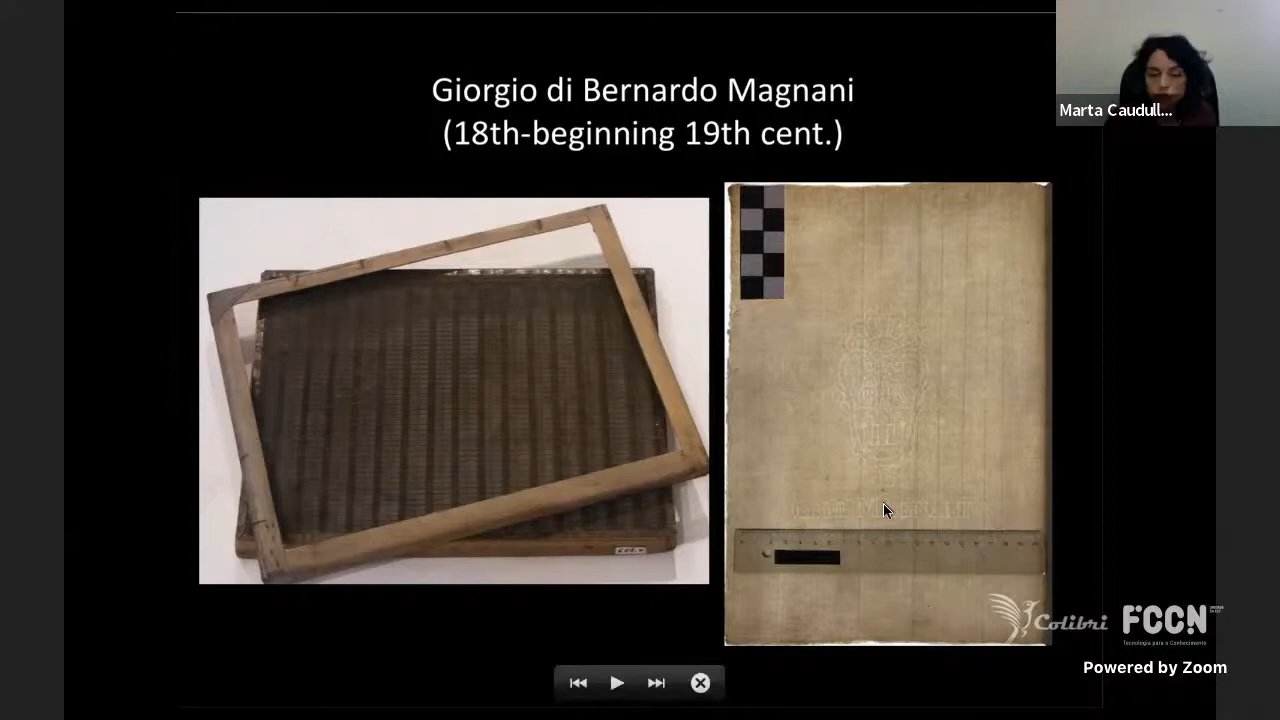 Giorgio di Bernardo Magnani
(18th-beginning 19th cent.)
Marta Caudull...
Colibri
FCCN
Tecnologia para o Conhecimento
Powered by Zoom